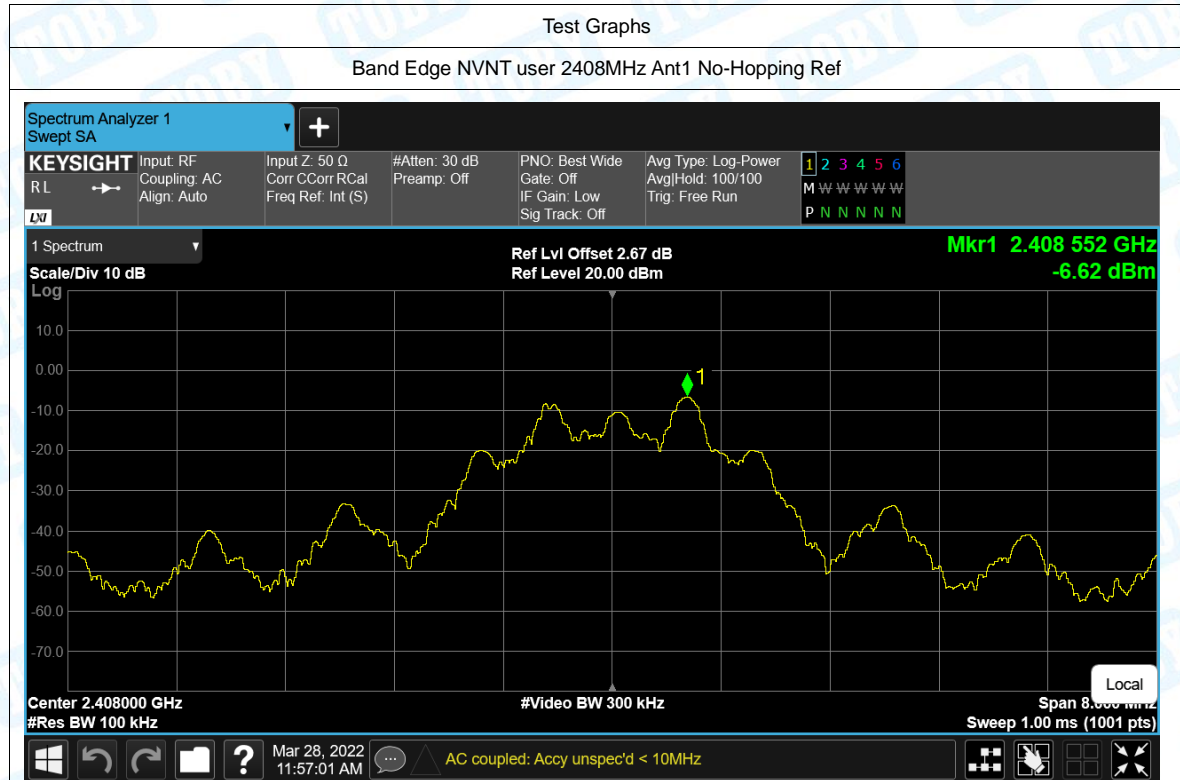 Test Graphs
Band Edge NVNT user 2408MHz Ant1 No-Hopping Ref
Spectrum Analyzer 1
Swept SA
+
KEYSIGHT
R L
LXI
Input: RF
Coupling: AC
Align: Auto
Input Z: 50 Ω
Corr CCorr RCal
Freq Ref: Int (S)
#Atten: 30 dB
Preamp: Off
PNO: Best Wide
Gate: Off
IF Gain: Low
Sig Track: Off
Avg Type: Log-Power
Avg|Hold: 100/100
Trig: Free Run
1 2 3 4 5 6
M W W W W W
P N N N N N
1 Spectrum
Scale/Div 10 dB
Log
Ref Lvl Offset 2.67 dB
Ref Level 20.00 dBm
Mkr1 2.408 552 GHz
-6.62 dBm
10.0
0.00
-10.0
-20.0
-30.0
-40.0
-50.0
-60.0
-70.0
1
Center 2.408000 GHz
#Res BW 100 kHz
#Video BW 300 kHz
Local
Span 8.000 MHz
Sweep 1.00 ms (1001 pts)
?
Mar 28, 2022
11:57:01 AM
AC coupled: Accy unspec'd < 10MHz
TOBY